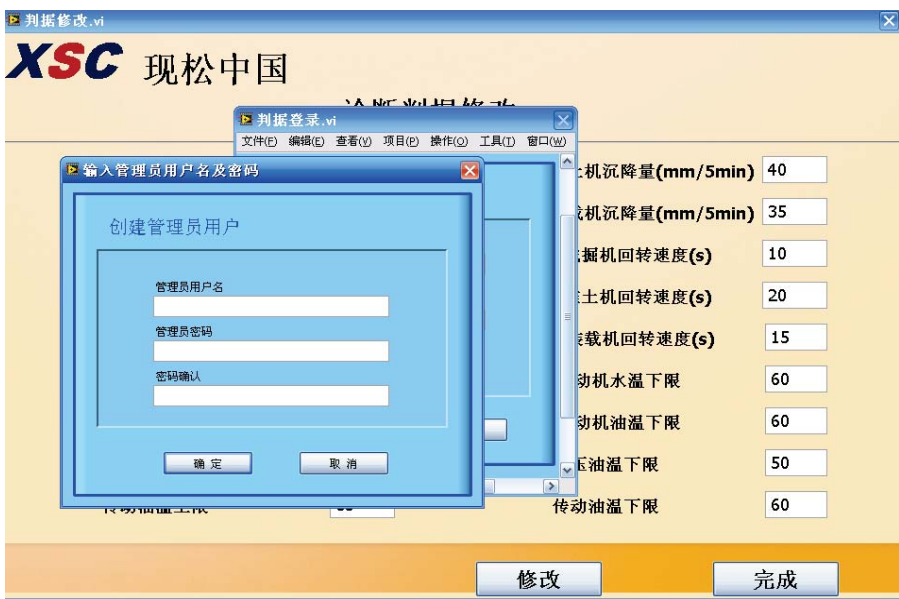 判据修改.vi
XSC 现松中国
判据登录.vi
文件(F) 编辑(E) 查看(V) 项目(P) 操作(O) 工具(T) 窗口(W)
输入管理员用户名及密码
创建管理员用户
管理员用户名
管理员密码
密码确认
确定 取消
土机沉降量(mm/5min) 40
载机沉降量(mm/5min) 35
掘机回转速度(s) 10
土机回转速度(s) 20
装载机回转速度(s) 15
动机水温下限 60
动机油温下限 60
压油温下限 50
传动油温下限 60
修改 完成